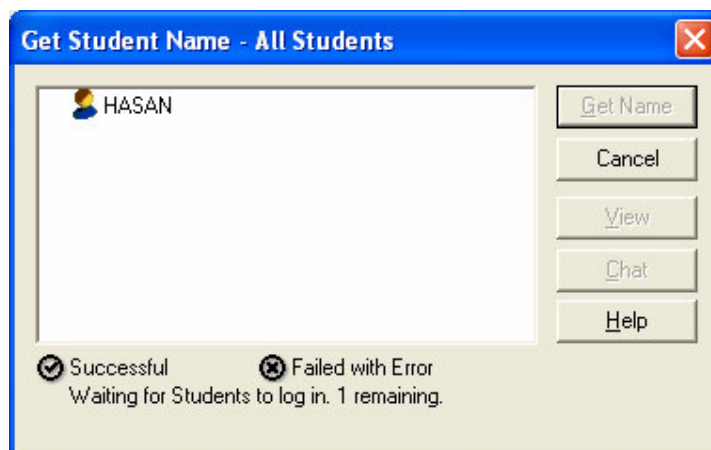 Get Student Name - All Students
HASAN
Get Name
Cancel
View
Chat
Help
Successful Failed with Error
Waiting for Students to log in. 1 remaining.